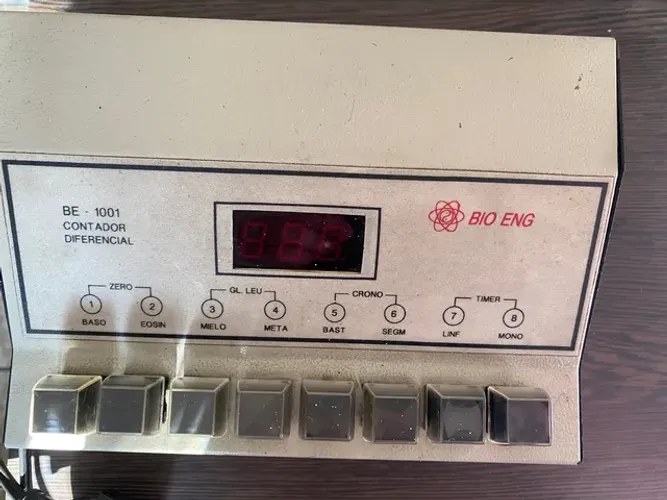 BE - 1001
CONTADOR
DIFERENCIAL
BIO ENG
ZERO
GL. LEU
CRONO
TIMER
1 2 3 4 5 6 7 8
BASO EOSIN MIELO META BAST SEGM LINF MONO